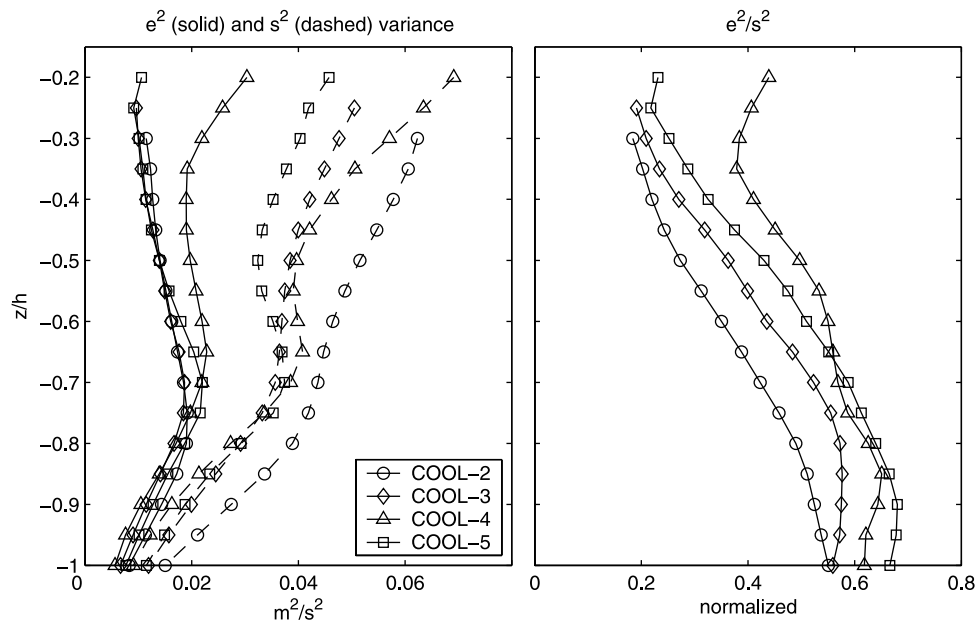 e² (solid) and s² (dashed) variance
e²/s²
−0.2
−0.3
−0.4
−0.5
−0.6
−0.7
−0.8
−0.9
−1
z/h
0
0.02
0.04
0.06
m²/s²
COOL−2
COOL−3
COOL−4
COOL−5
0
0.2
0.4
0.6
0.8
normalized